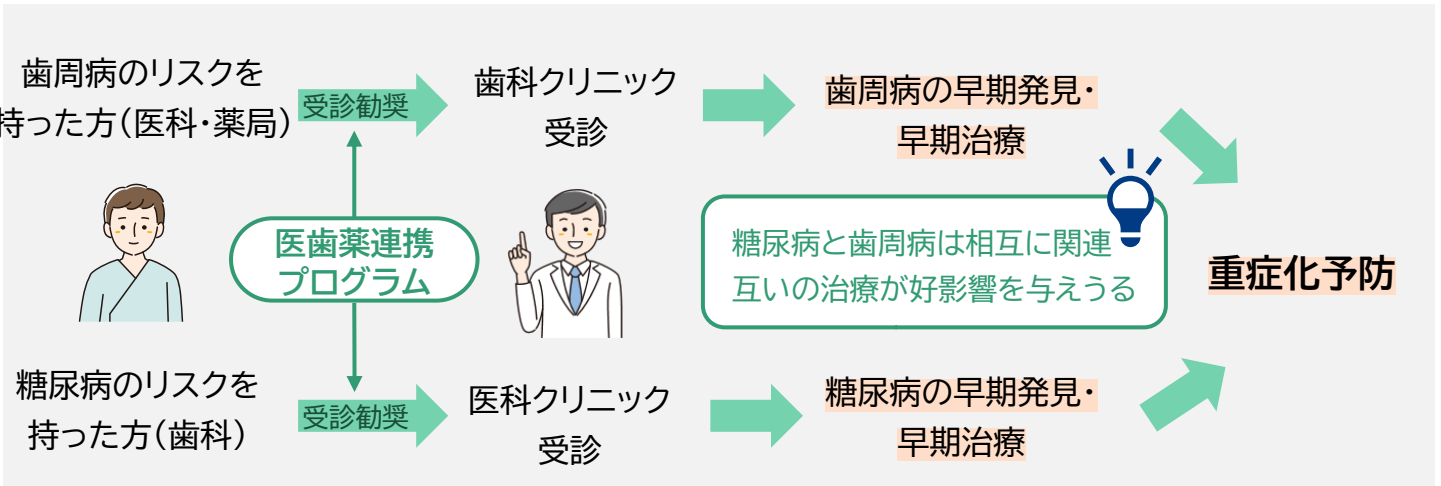 歯周病のリスクを
持った方(医科・薬局)
受診勧奨
歯科クリニック
受診
歯周病の早期発見・
早期治療
医歯薬連携
プログラム
糖尿病と歯周病は相互に関連
互いの治療が好影響を与えうる
重症化予防
糖尿病のリスクを
持った方(歯科)
受診勧奨
医科クリニック
受診
糖尿病の早期発見・
早期治療